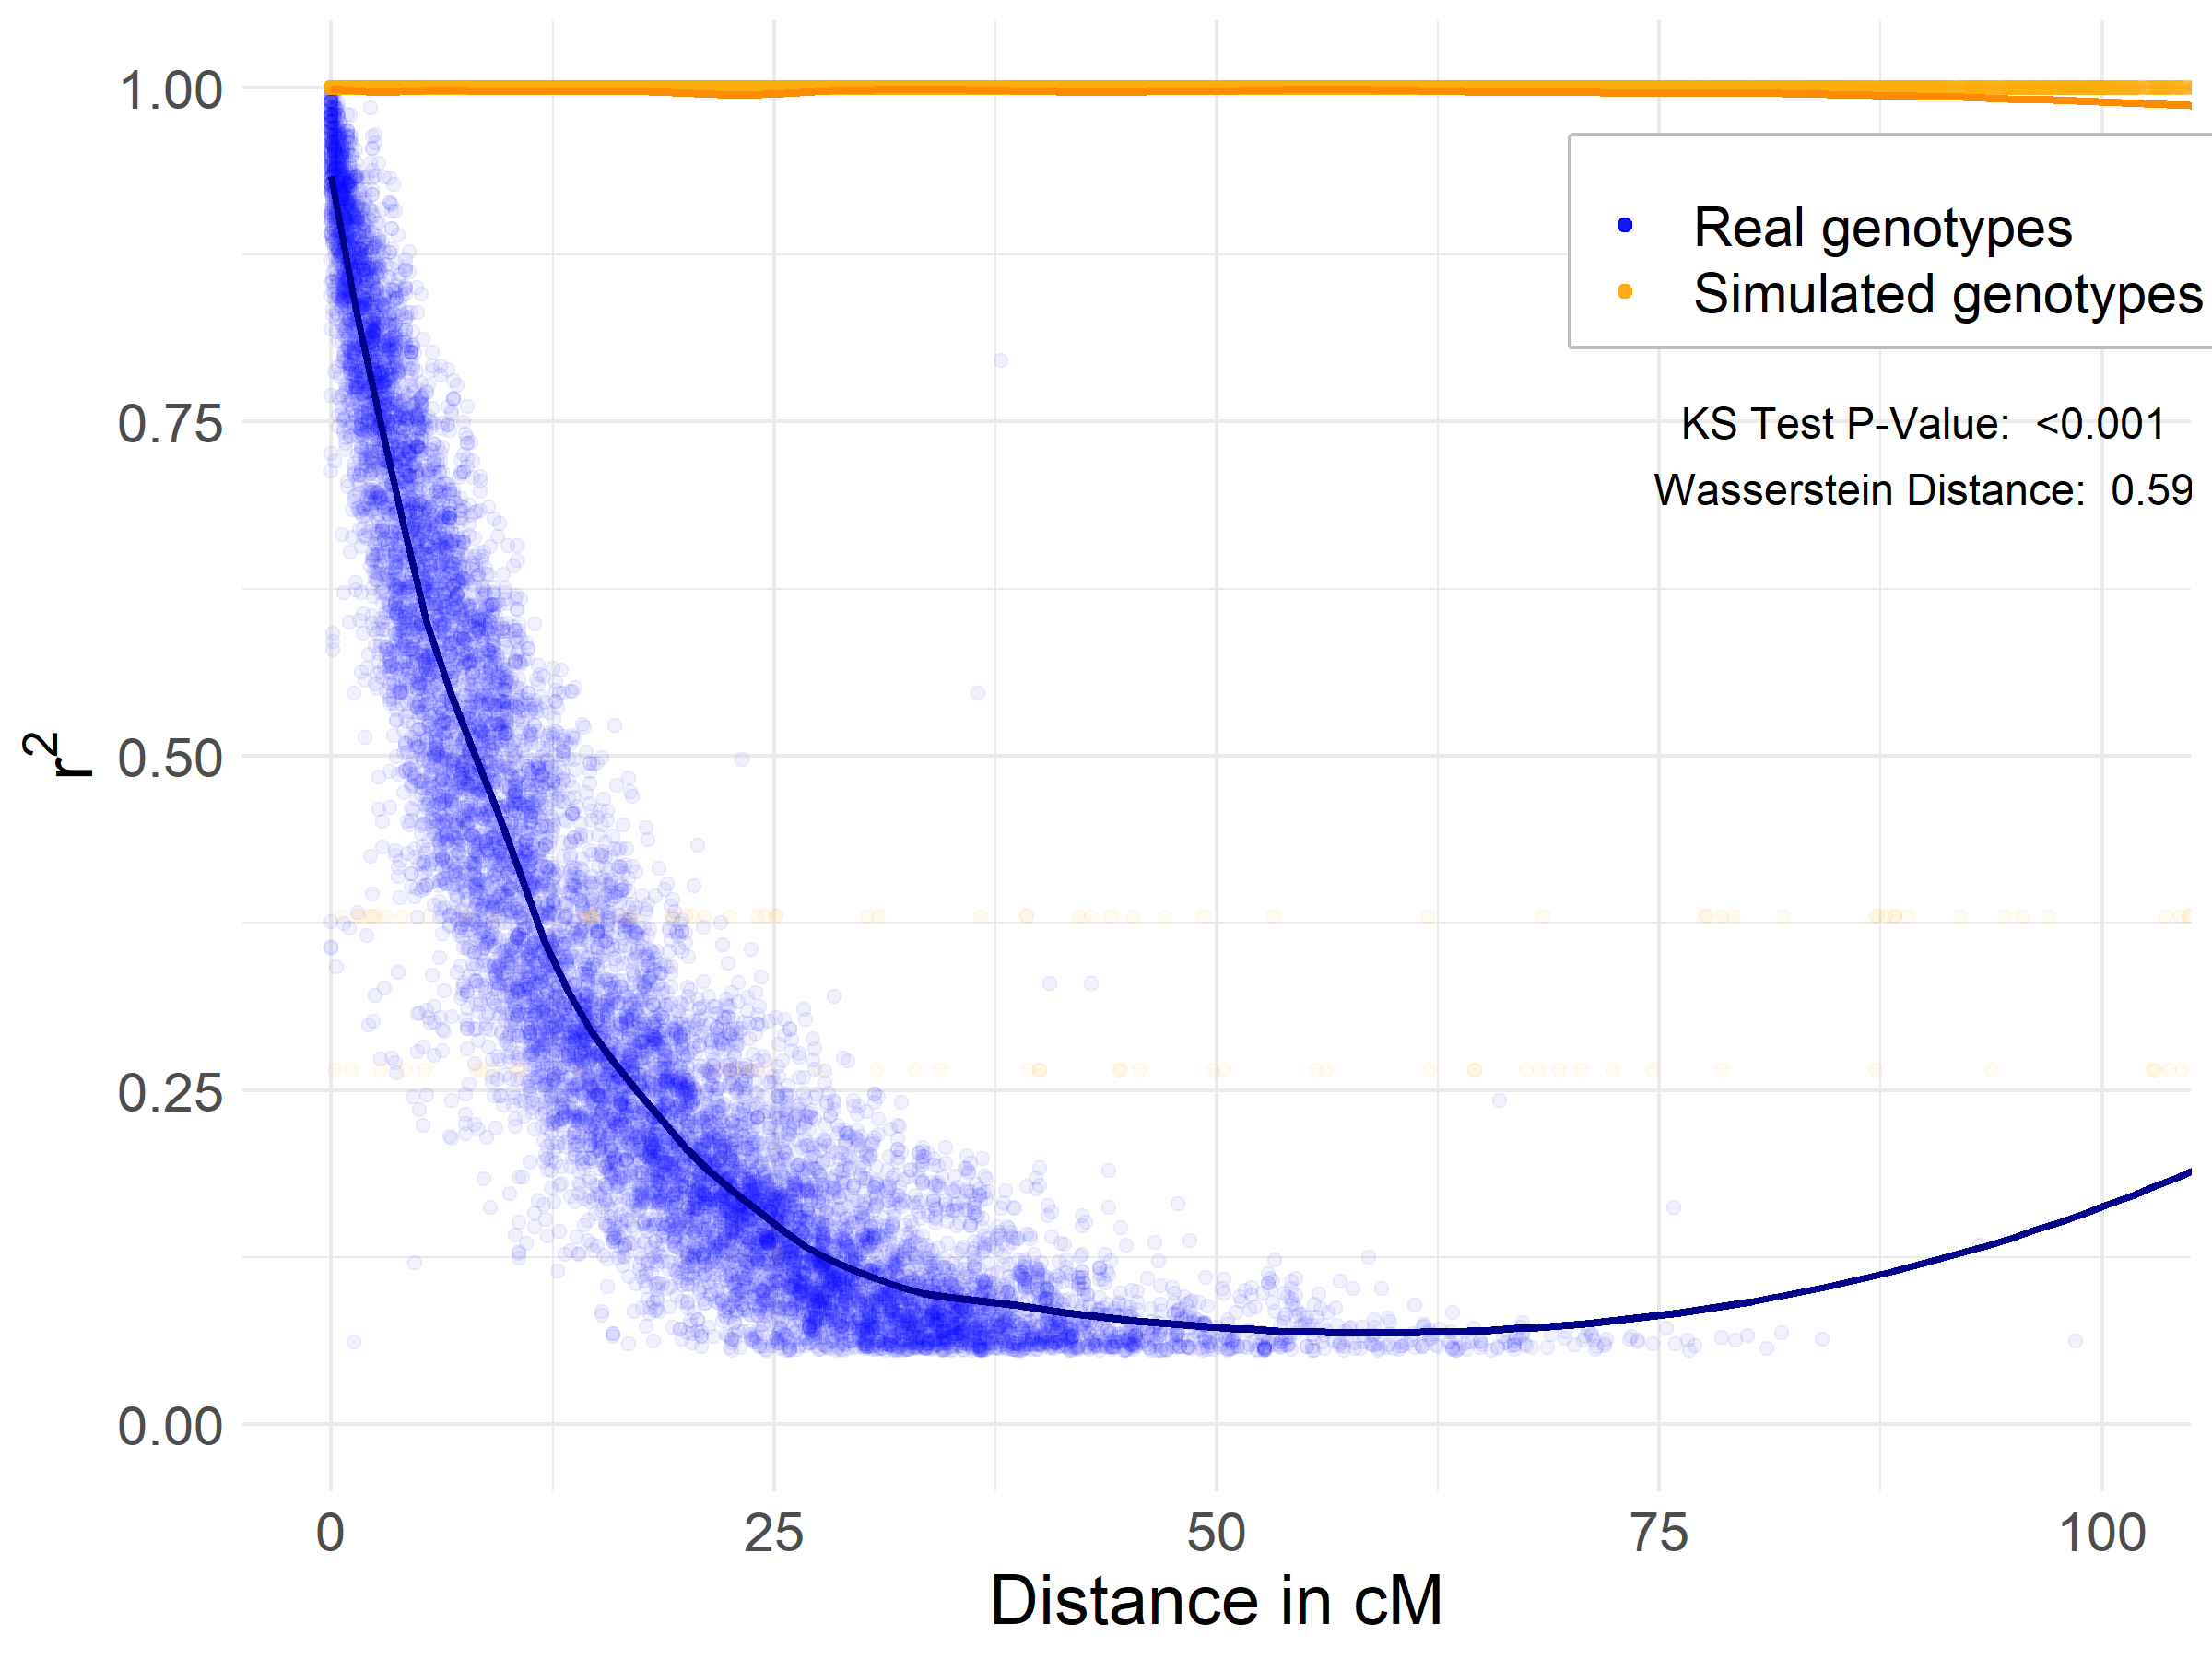 1.00
0.75
0.50
0.25
0.00
r²
Real genotypes
Simulated genotypes
KS Test P-Value: <0.001
Wasserstein Distance: 0.59
0 25 50 75 100
Distance in cM